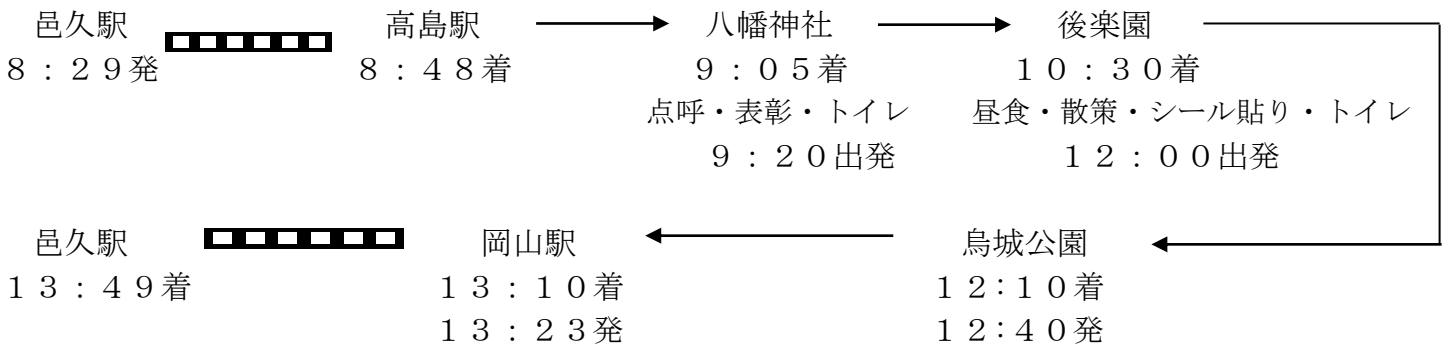 邑久駅 高島駅 八幡神社 後楽園
８：２９発 ８：４８着 ９：０５着 １０：３０着
点呼・表彰・トイレ 昼食・散策・シール貼り・トイレ
９：２０出発 １２：００出発
邑久駅 岡山駅 烏城公園
１３：４９着 １３：１０着 １２：１０着
１３：２３発 １２：４０発